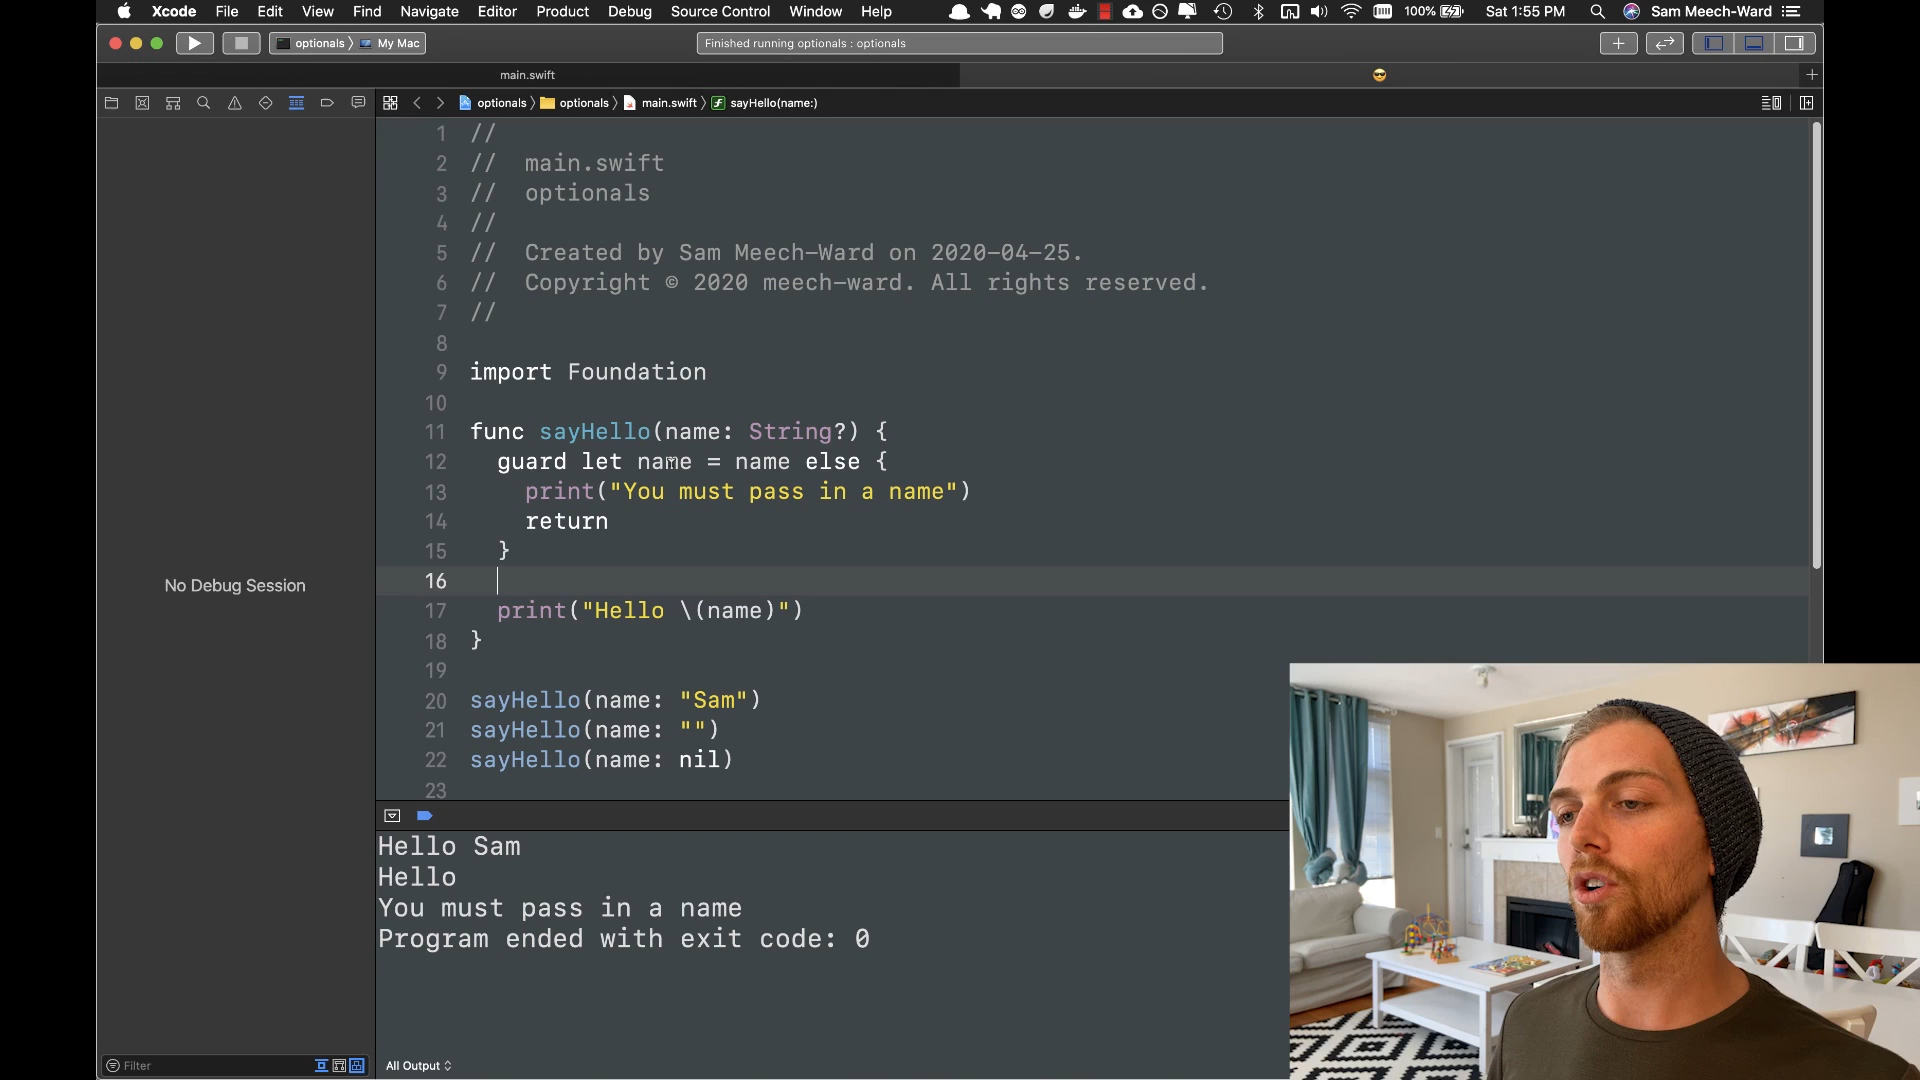 Xcode File Edit View Find Navigate Editor Product Debug Source Control Window Help 100% Sat 1:55 PM Sam Meech-Ward
optionals My Mac Finished running optionals : optionals
main.swift
optionals optionals main.swift sayHello(name:)
1 //
2 // main.swift
3 // optionals
4 //
5 // Created by Sam Meech-Ward on 2020-04-25.
6 // Copyright © 2020 meech-ward. All rights reserved.
7 //
8
9 import Foundation
10
11 func sayHello(name: String?) {
12 guard let name = name else {
13 print("You must pass in a name")
14 return
15 }
16
17 print("Hello \(name)")
18 }
19
20 sayHello(name: "Sam")
21 sayHello(name: "")
22 sayHello(name: nil)
23
No Debug Session
Hello Sam
Hello
You must pass in a name
Program ended with exit code: 0
Filter
All Output